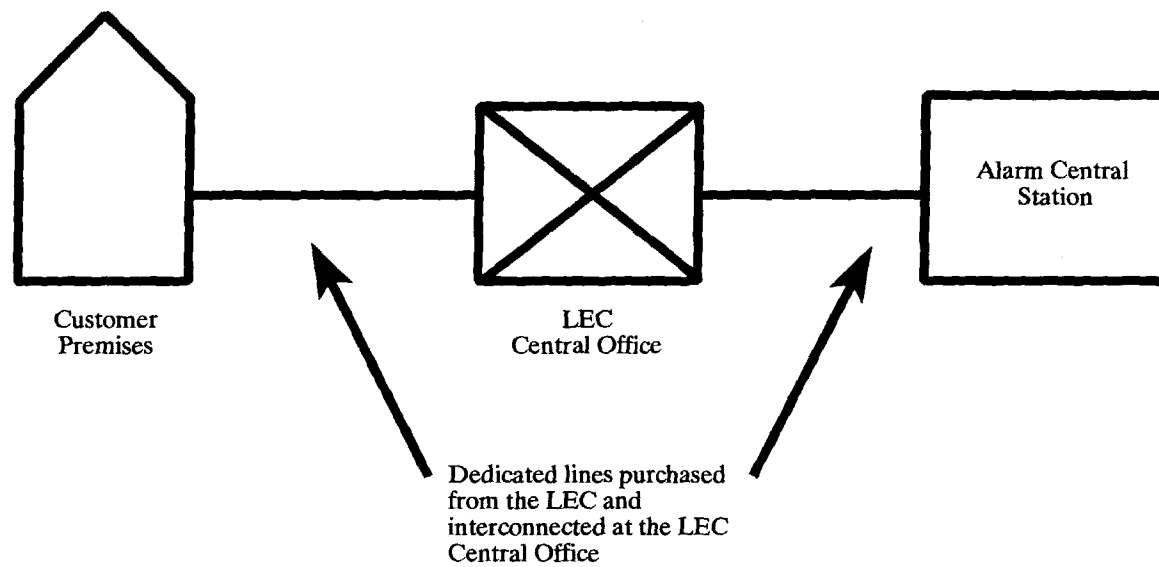 Alarm Central
Station
Customer
Premises
LEC
Central Office
Dedicated lines purchased
from the LEC and
interconnected at the LEC
Central Office